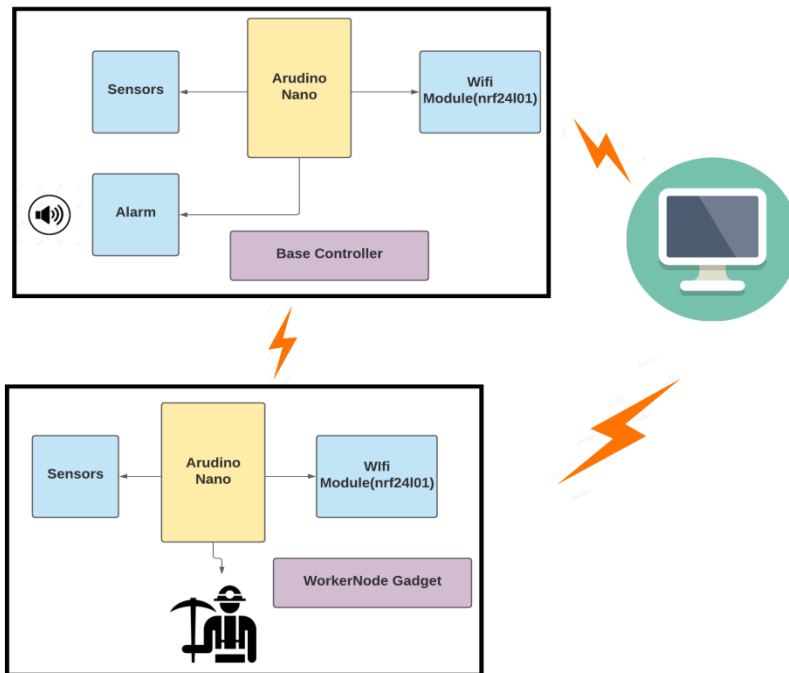 Sensors
Arudino
Nano
Wifi
Module(nrf24l01)
Alarm
Base Controller
Sensors
Arudino
Nano
WIfi
Module(nrf24l01)
WorkerNode Gadget